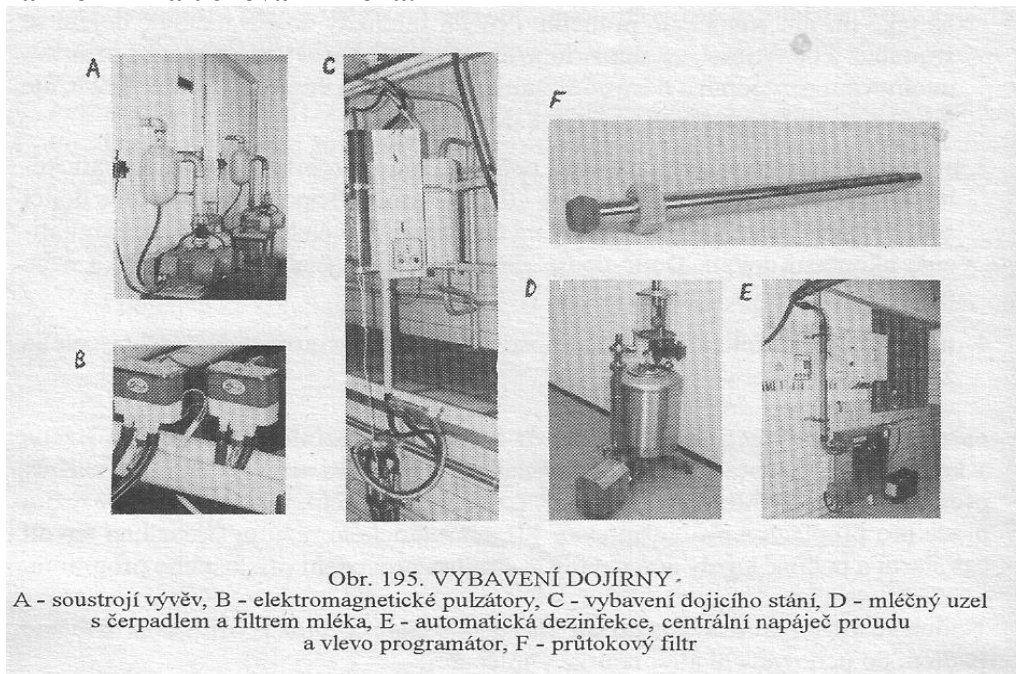 A
C
F
B
D
E
Obr. 195. VYBAVENÍ DOJÍRNY
A - soustrojí vývěv, B - elektromagnetické pulzátory, C - vybavení dojicího stání, D - mléčný uzel
s čerpadlem a filtrem mléka, E - automatická dezinfekce, centrální napáječ proudu
a vlevo programátor, F - průtokový filtr